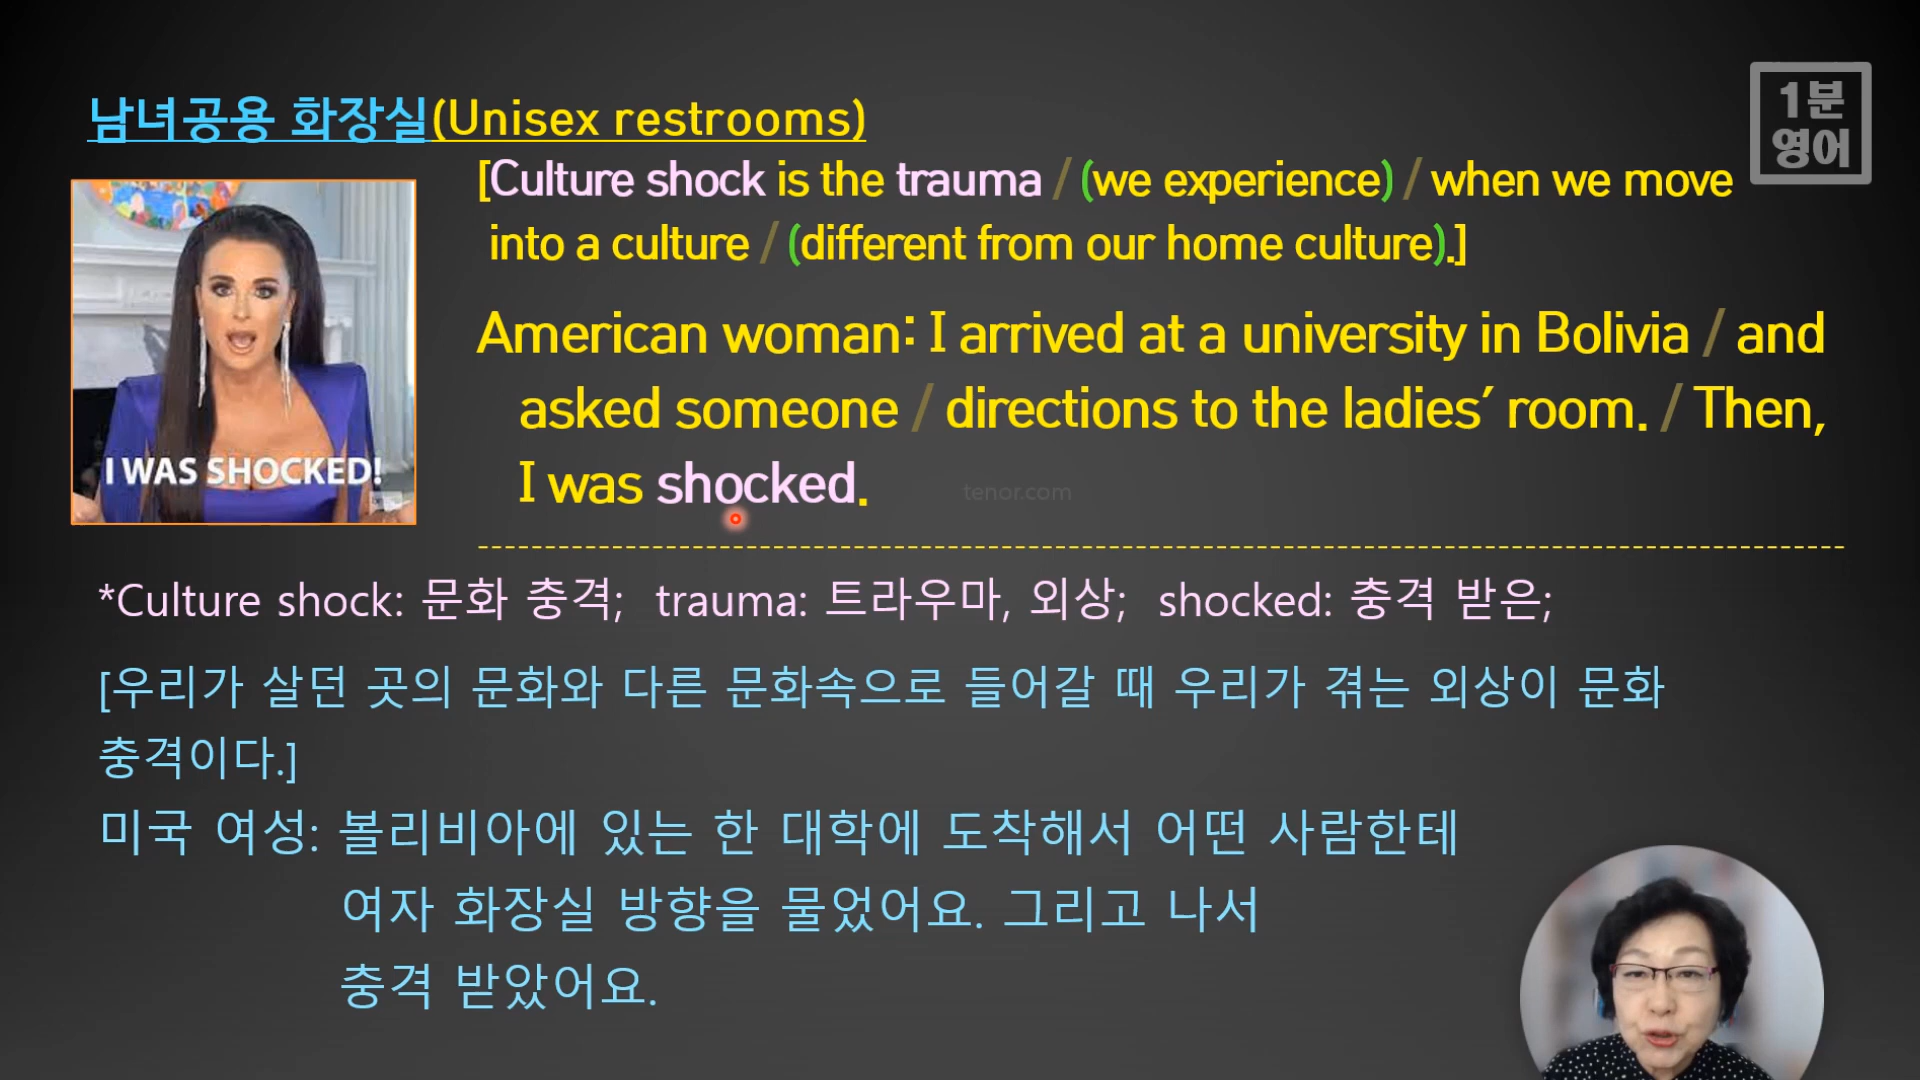 남녀공용 화장실(Unisex restrooms)
1분
영어
[Culture shock is the trauma / (we experience) / when we move
into a culture / (different from our home culture).]
American woman: I arrived at a university in Bolivia / and
asked someone / directions to the ladies' room. / Then,
I was shocked.
tenor.com
I WAS SHOCKED!
*Culture shock: 문화 충격; trauma: 트라우마, 외상; shocked: 충격 받은;
[우리가 살던 곳의 문화와 다른 문화속으로 들어갈 때 우리가 겪는 외상이 문화
충격이다.]
미국 여성: 볼리비아에 있는 한 대학에 도착해서 어떤 사람한테
여자 화장실 방향을 물었어요. 그리고 나서
충격 받았어요.